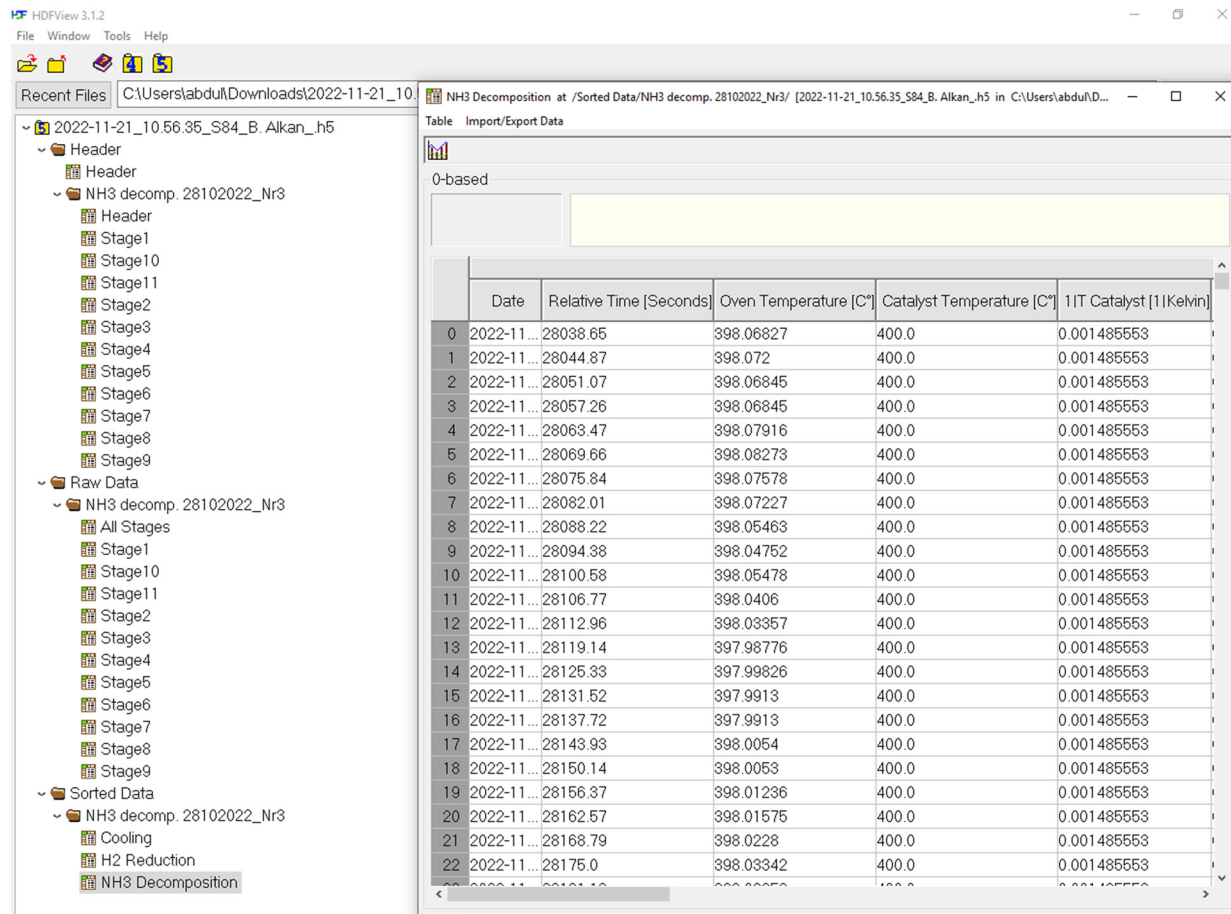 HDF HDFView 3.1.2
File Window Tools Help
4 5
Recent Files C:\Users\abdul\Downloads\2022-11-21_10.
5 2022-11-21_10.56.35_S84_B. Alkan_.h5
Header
Header
NH3 decomp. 28102022_Nr3
Header
Stage1
Stage10
Stage11
Stage2
Stage3
Stage4
Stage5
Stage6
Stage7
Stage8
Stage9
Raw Data
NH3 decomp. 28102022_Nr3
All Stages
Stage1
Stage10
Stage11
Stage2
Stage3
Stage4
Stage5
Stage6
Stage7
Stage8
Stage9
Sorted Data
NH3 decomp. 28102022_Nr3
Cooling
H2 Reduction
NH3 Decomposition
NH3 Decomposition at /Sorted Data/NH3 decomp. 28102022_Nr3/ [2022-11-21_10.56.35_S84_B. Alkan_.h5 in C:\Users\abdul\D...
Table Import/Export Data
0-based
Date Relative Time [Seconds] Oven Temperature [C°] Catalyst Temperature [C°] 1|T Catalyst [1|Kelvin]
0 2022-11... 28038.65 398.06827 400.0 0.001485553
1 2022-11... 28044.87 398.072 400.0 0.001485553
2 2022-11... 28051.07 398.06845 400.0 0.001485553
3 2022-11... 28057.26 398.06845 400.0 0.001485553
4 2022-11... 28063.47 398.07916 400.0 0.001485553
5 2022-11... 28069.66 398.08273 400.0 0.001485553
6 2022-11... 28075.84 398.07578 400.0 0.001485553
7 2022-11... 28082.01 398.07227 400.0 0.001485553
8 2022-11... 28088.22 398.05463 400.0 0.001485553
9 2022-11... 28094.38 398.04752 400.0 0.001485553
10 2022-11... 28100.58 398.05478 400.0 0.001485553
11 2022-11... 28106.77 398.0406 400.0 0.001485553
12 2022-11... 28112.96 398.03357 400.0 0.001485553
13 2022-11... 28119.14 397.98776 400.0 0.001485553
14 2022-11... 28125.33 397.99826 400.0 0.001485553
15 2022-11... 28131.52 397.9913 400.0 0.001485553
16 2022-11... 28137.72 397.9913 400.0 0.001485553
17 2022-11... 28143.93 398.0054 400.0 0.001485553
18 2022-11... 28150.14 398.0053 400.0 0.001485553
19 2022-11... 28156.37 398.01236 400.0 0.001485553
20 2022-11... 28162.57 398.01575 400.0 0.001485553
21 2022-11... 28168.79 398.0228 400.0 0.001485553
22 2022-11... 28175.0 398.03342 400.0 0.001485553